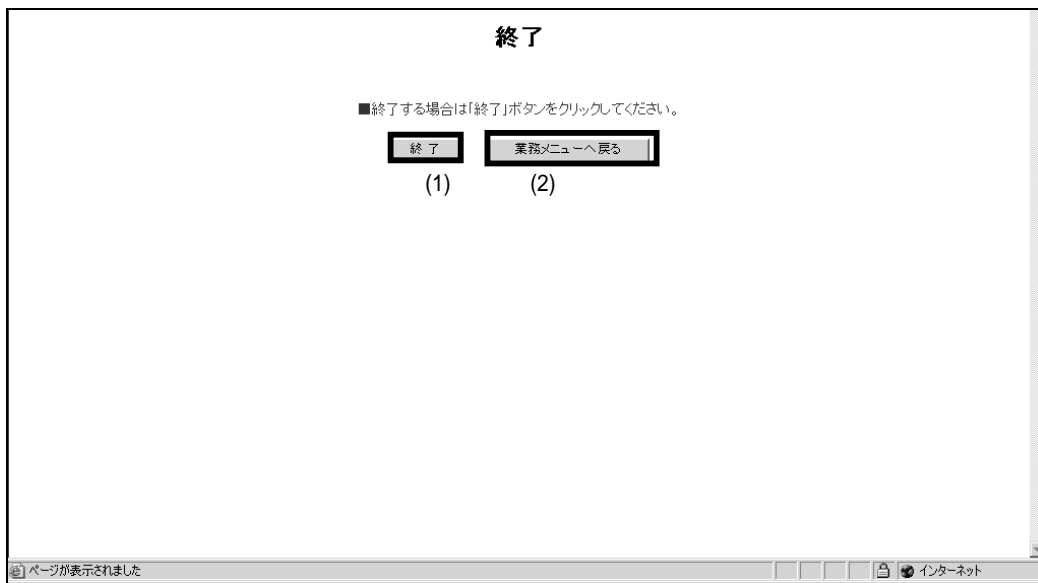 終了
■終了する場合は「終了」ボタンをクリックしてください。
終 了 業務メニューへ戻る
(1) (2)
ページが表示されました インターネット